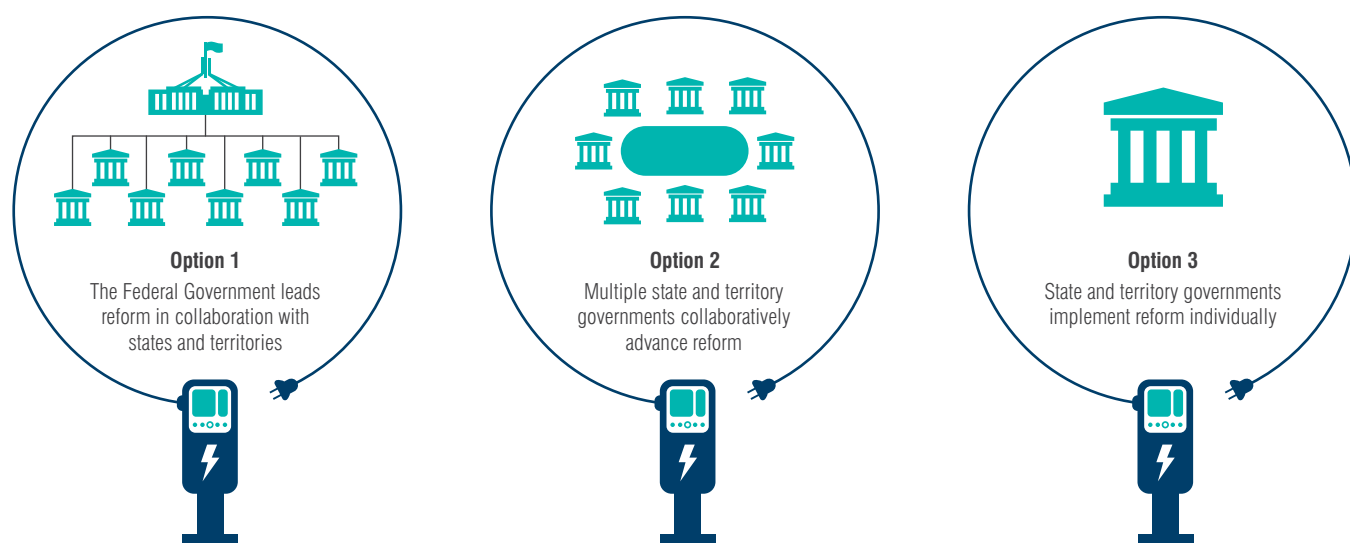 Option 1
The Federal Government leads
reform in collaboration with
states and territories
Option 2
Multiple state and territory
governments collaboratively
advance reform
Option 3
State and territory governments
implement reform individually